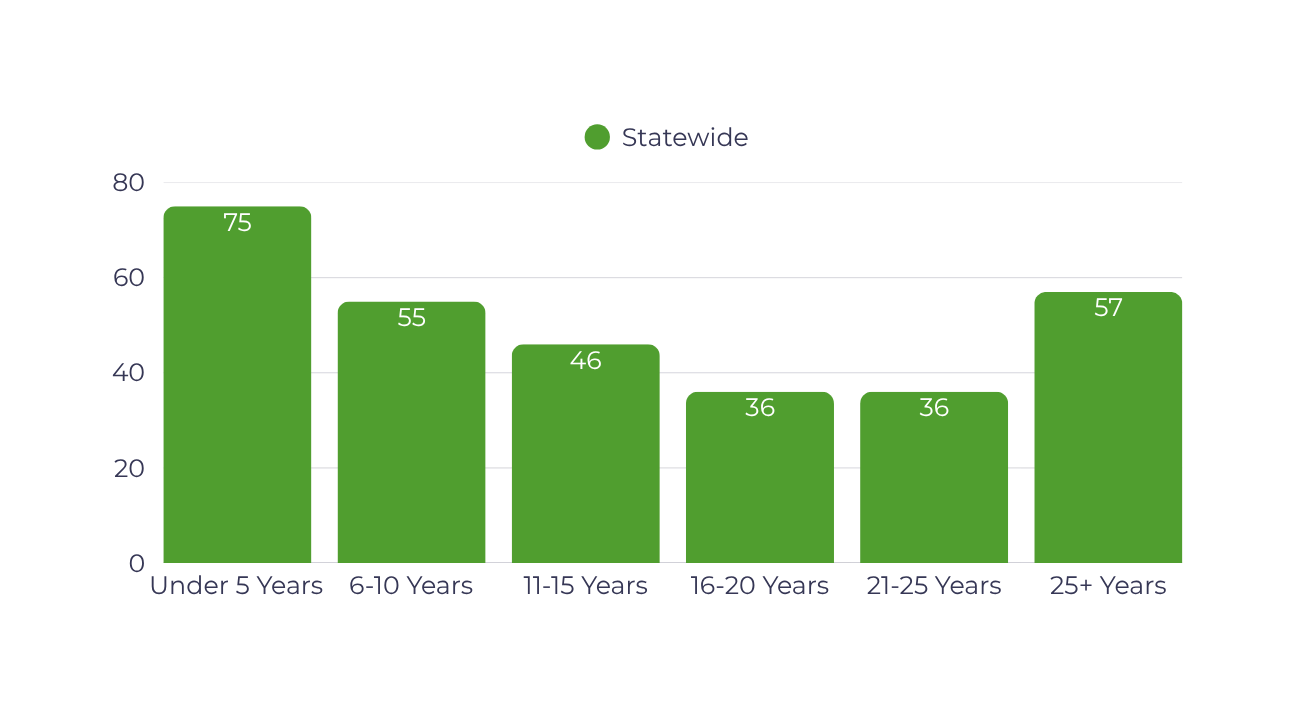 Statewide
80
60
40
20
0
75
55
46
36
36
57
Under 5 Years
6-10 Years
11-15 Years
16-20 Years
21-25 Years
25+ Years